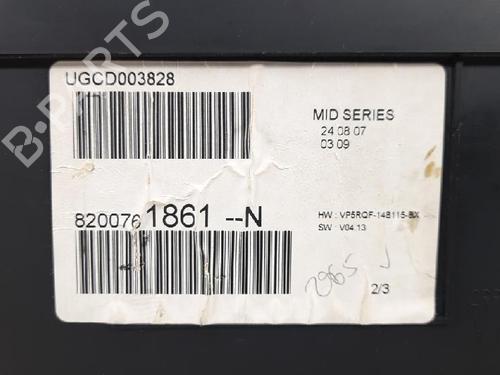 UGCD003828
MID SERIES
24 08 07
03 09
8200761861 --N
HW : VP5RQF-14B115-BX
SW : V04.13
2965
2/3
B-PARTS